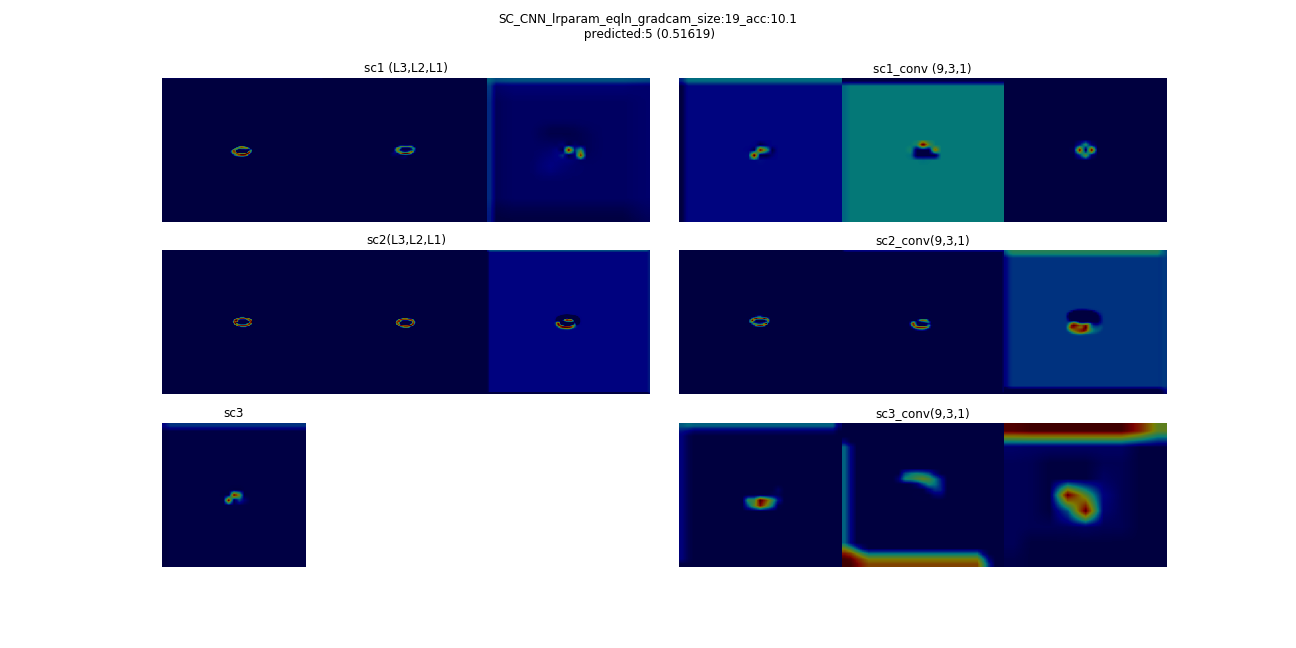 SC_CNN_lrparam_eqln_gradcam_size:19_acc:10.1
predicted:5 (0.51619)
sc1 (L3,L2,L1)
sc1_conv (9,3,1)
sc2(L3,L2,L1)
sc2_conv(9,3,1)
sc3
sc3_conv(9,3,1)